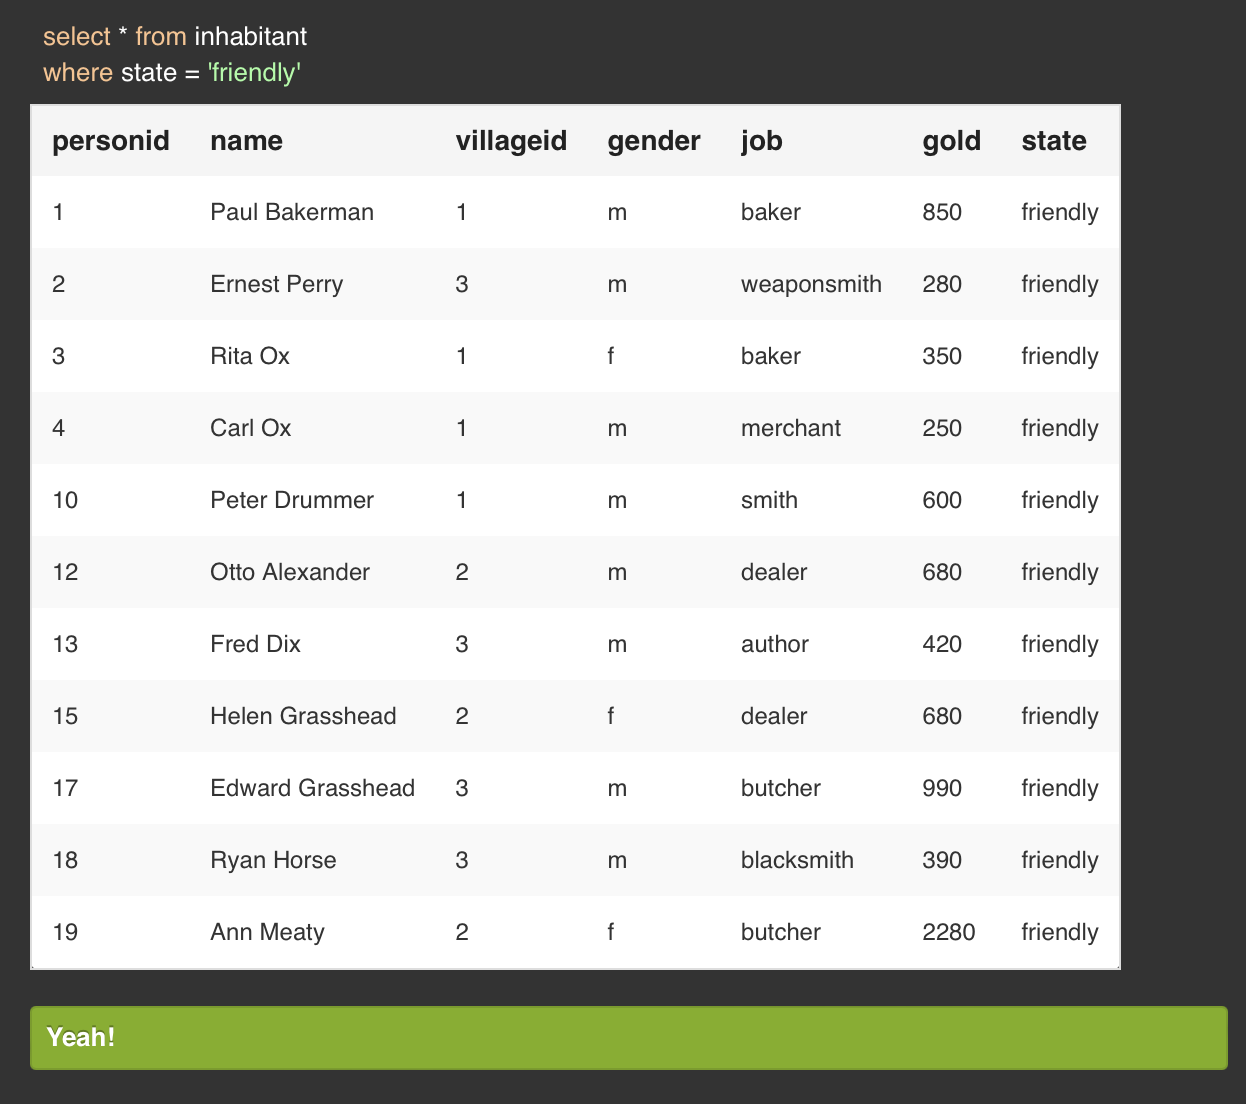 select * from inhabitant
where state = 'friendly'
personid name villageid gender job gold state
1 Paul Bakerman 1 m baker 850 friendly
2 Ernest Perry 3 m weaponsmith 280 friendly
3 Rita Ox 1 f baker 350 friendly
4 Carl Ox 1 m merchant 250 friendly
10 Peter Drummer 1 m smith 600 friendly
12 Otto Alexander 2 m dealer 680 friendly
13 Fred Dix 3 m author 420 friendly
15 Helen Grasshead 2 f dealer 680 friendly
17 Edward Grasshead 3 m butcher 990 friendly
18 Ryan Horse 3 m blacksmith 390 friendly
19 Ann Meaty 2 f butcher 2280 friendly
Yeah!